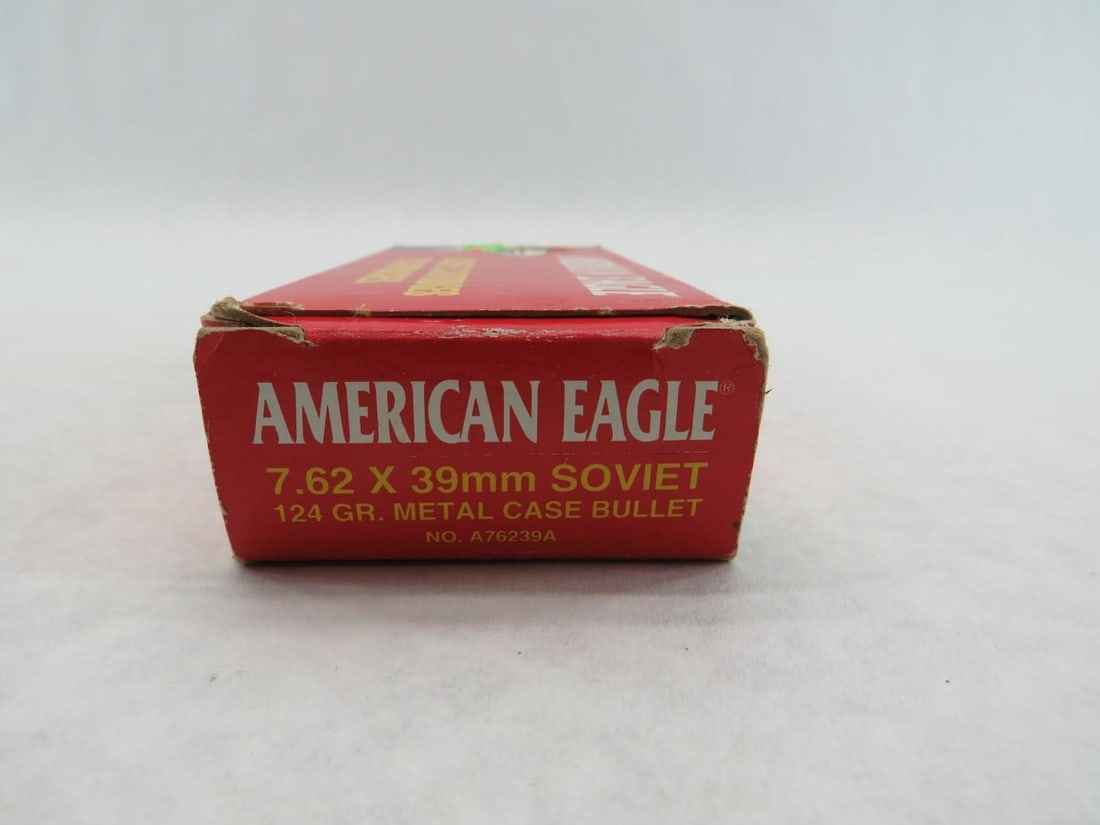 AMERICAN EAGLE®
7.62 X 39mm SOVIET
124 GR. METAL CASE BULLET
NO. A76239A